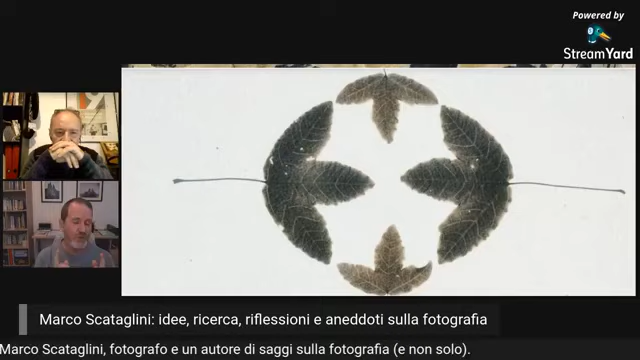 Powered by
StreamYard
Marco Scataglini: idee, ricerca, riflessioni e aneddoti sulla fotografia
Marco Scataglini, fotografo e un autore di saggi sulla fotografia (e non solo).